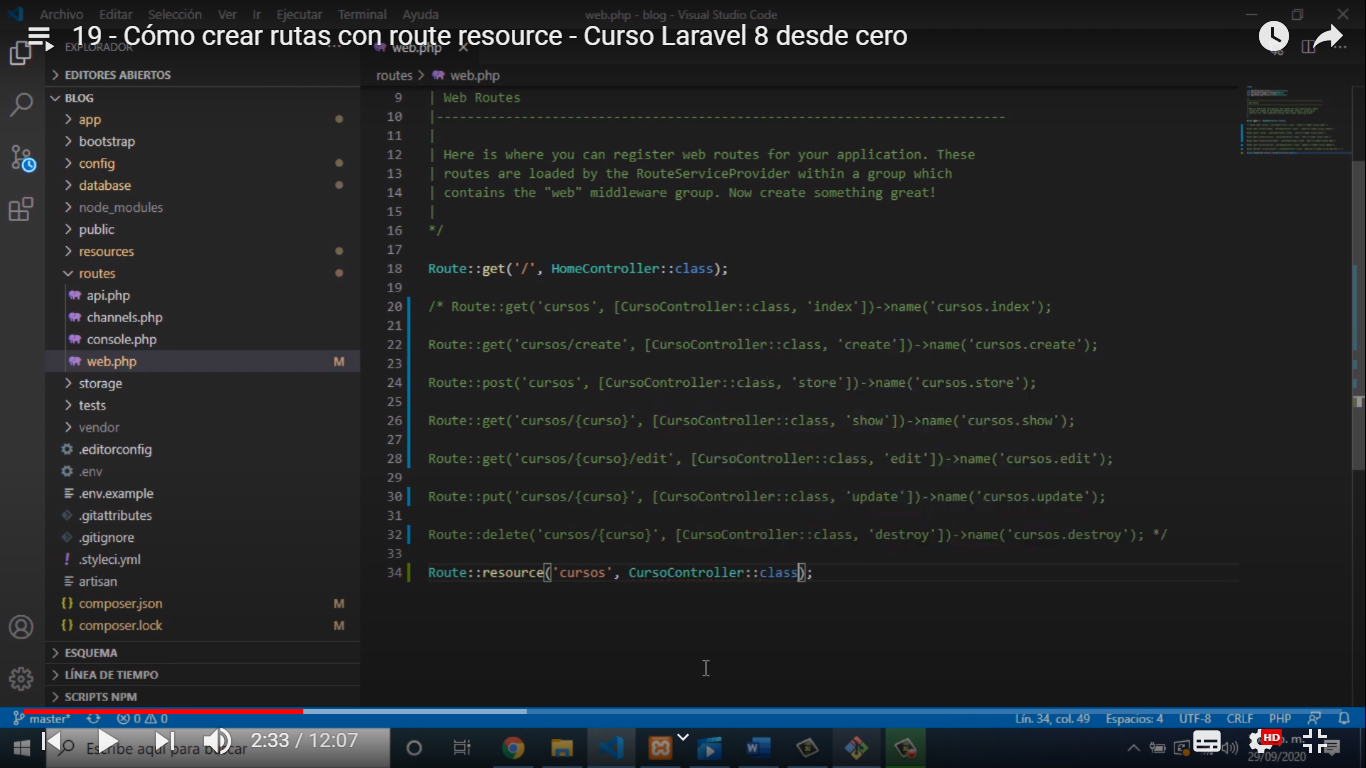 Archivo Editar Selección Ver Ir Ejecutar Terminal Ayuda web.php - blog - Visual Studio Code
19 - Cómo crear rutas con route resource - Curso Laravel 8 desde cero
EXPLORADOR
web.php
EDITORES ABIERTOS
routes > web.php
BLOG
app
bootstrap
config
database
node_modules
public
resources
routes
api.php
channels.php
console.php
web.php M
storage
tests
vendor
.editorconfig
.env
.env.example
.gitattributes
.gitignore
.styleci.yml
artisan
composer.json M
composer.lock M
ESQUEMA
LÍNEA DE TIEMPO
SCRIPTS NPM
9 | Web Routes
10 |--------------------------------------------------------------------------
11 |
12 | Here is where you can register web routes for your application. These
13 | routes are loaded by the RouteServiceProvider within a group which
14 | contains the "web" middleware group. Now create something great!
15 |
16 */
17
18 Route::get('/', HomeController::class);
19
20 /* Route::get('cursos', [CursoController::class, 'index'])->name('cursos.index');
21
22 Route::get('cursos/create', [CursoController::class, 'create'])->name('cursos.create');
23
24 Route::post('cursos', [CursoController::class, 'store'])->name('cursos.store');
25
26 Route::get('cursos/{curso}', [CursoController::class, 'show'])->name('cursos.show');
27
28 Route::get('cursos/{curso}/edit', [CursoController::class, 'edit'])->name('cursos.edit');
29
30 Route::put('cursos/{curso}', [CursoController::class, 'update'])->name('cursos.update');
31
32 Route::delete('cursos/{curso}', [CursoController::class, 'destroy'])->name('cursos.destroy'); */
33
34 Route::resource('cursos', CursoController::class);
master* 0 0 Lín. 34, col. 49 Espacios: 4 UTF-8 CRLF PHP
Escribe aquí para buscar
2:33 / 12:07
HD
29/09/2020